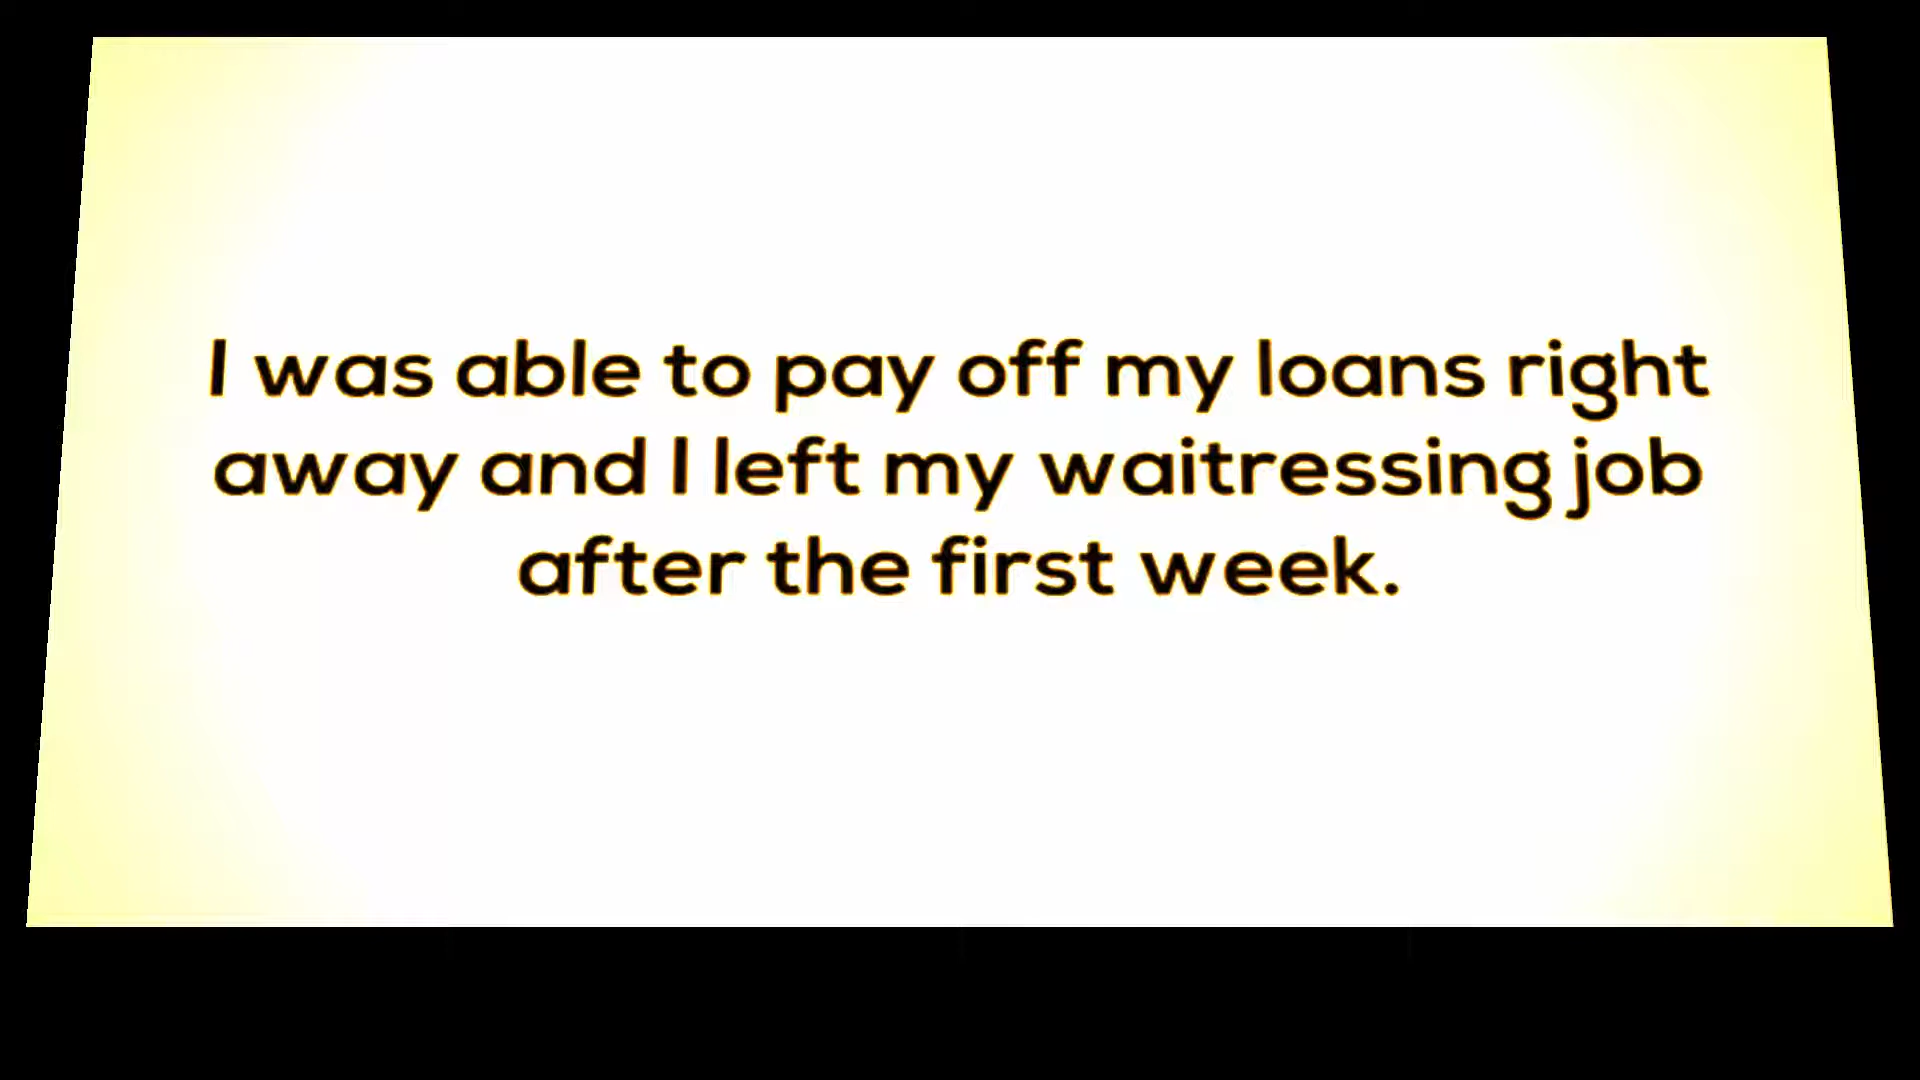 I was able to pay off my loans right
away and I left my waitressing job
after the first week.